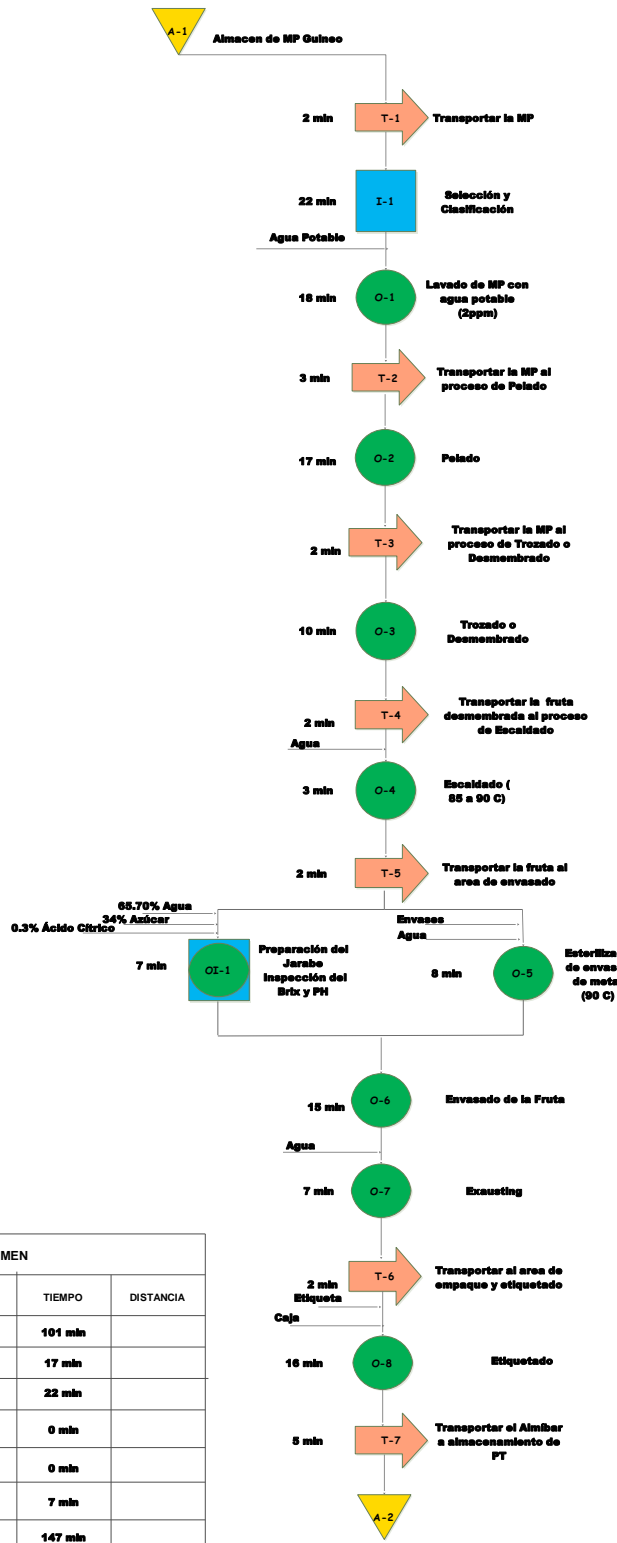 A-1
Almacen de MP Guineo
2 min
T-1
Transportar la MP
22 min
I-1
Selección y
Clasificación
Agua Potable
18 min
O-1
Lavado de MP con
agua potable
(2ppm)
3 min
T-2
Transportar la MP al
proceso de Pelado
17 min
O-2
Pelado
2 min
T-3
Transportar la MP al
proceso de Trozado o
Desmembrado
10 min
O-3
Trozado o
Desmembrado
2 min
T-4
Transportar la fruta
desmembrada al proceso
de Escaldado
Agua
3 min
O-4
Escaldado (
85 a 90 C)
2 min
T-5
Transportar la fruta al
area de envasado
65.70% Agua
34% Azúcar
0.3% Ácido Cítrico
7 min
OI-1
Preparación del
Jarabe
Inspección del
Brix y PH
Envases
Agua
8 min
O-5
Esteriliza
de envas
de meta
(90 C)
15 min
O-6
Envasado de la Fruta
Agua
7 min
O-7
Exausting
2 min
T-6
Transportar al area de
empaque y etiquetado
Etiqueta
Caja
16 min
O-8
Etiquetado
5 min
T-7
Transportar el Almíbar
a almacenamiento de
PT
A-2
MEN
TIEMPO DISTANCIA
101 min
17 min
22 min
0 min
0 min
7 min
147 min